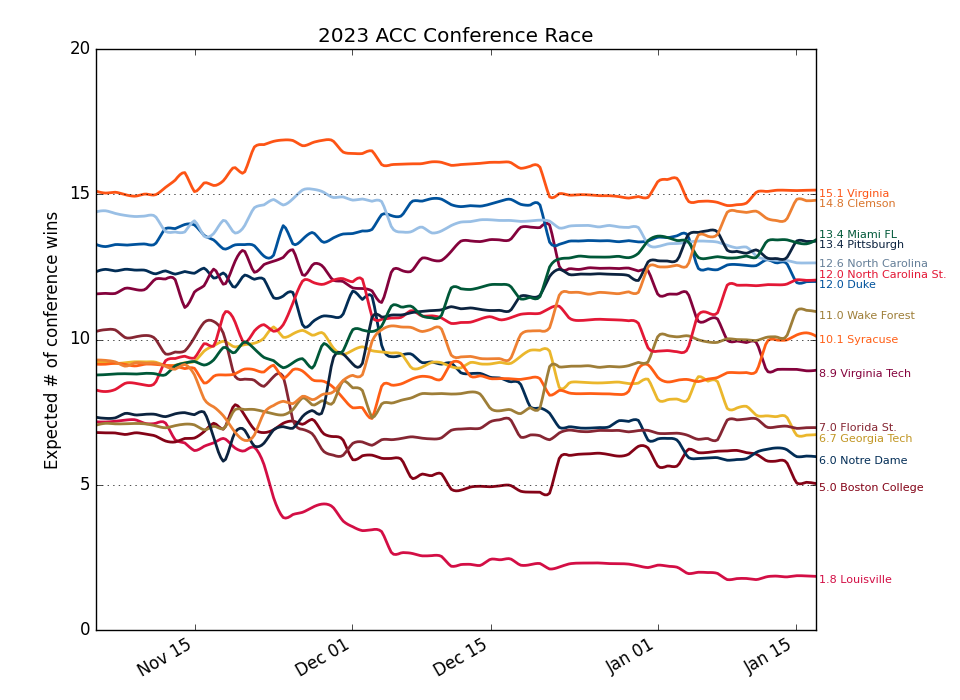 2023 ACC Conference Race
Expected # of conference wins
20
15
10
5
0
15.1 Virginia
14.8 Clemson
13.4 Miami FL
13.4 Pittsburgh
12.6 North Carolina
12.0 North Carolina St.
12.0 Duke
11.0 Wake Forest
10.1 Syracuse
8.9 Virginia Tech
7.0 Florida St.
6.7 Georgia Tech
6.0 Notre Dame
5.0 Boston College
1.8 Louisville
Nov 15
Dec 01
Dec 15
Jan 01
Jan 15